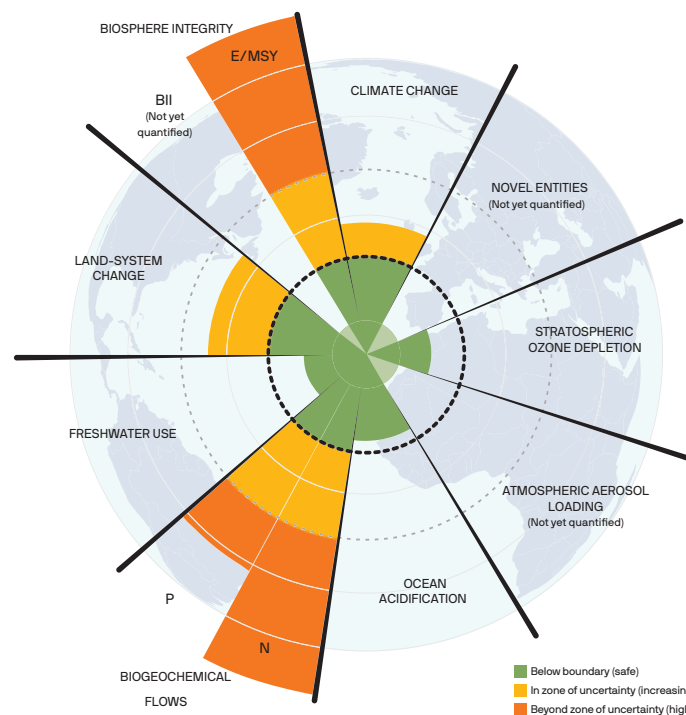 BIOSPHERE INTEGRITY
E/MSY
BII
(Not yet
quantified)
CLIMATE CHANGE
NOVEL ENTITIES
(Not yet quantified)
LAND-SYSTEM
CHANGE
STRATOSPHERIC
OZONE DEPLETION
FRESHWATER USE
ATMOSPHERIC AEROSOL
LOADING
(Not yet quantified)
OCEAN
ACIDIFICATION
P
N
BIOGEOCHEMICAL
FLOWS
Below boundary (safe)
In zone of uncertainty (increasin
Beyond zone of uncertainty (high